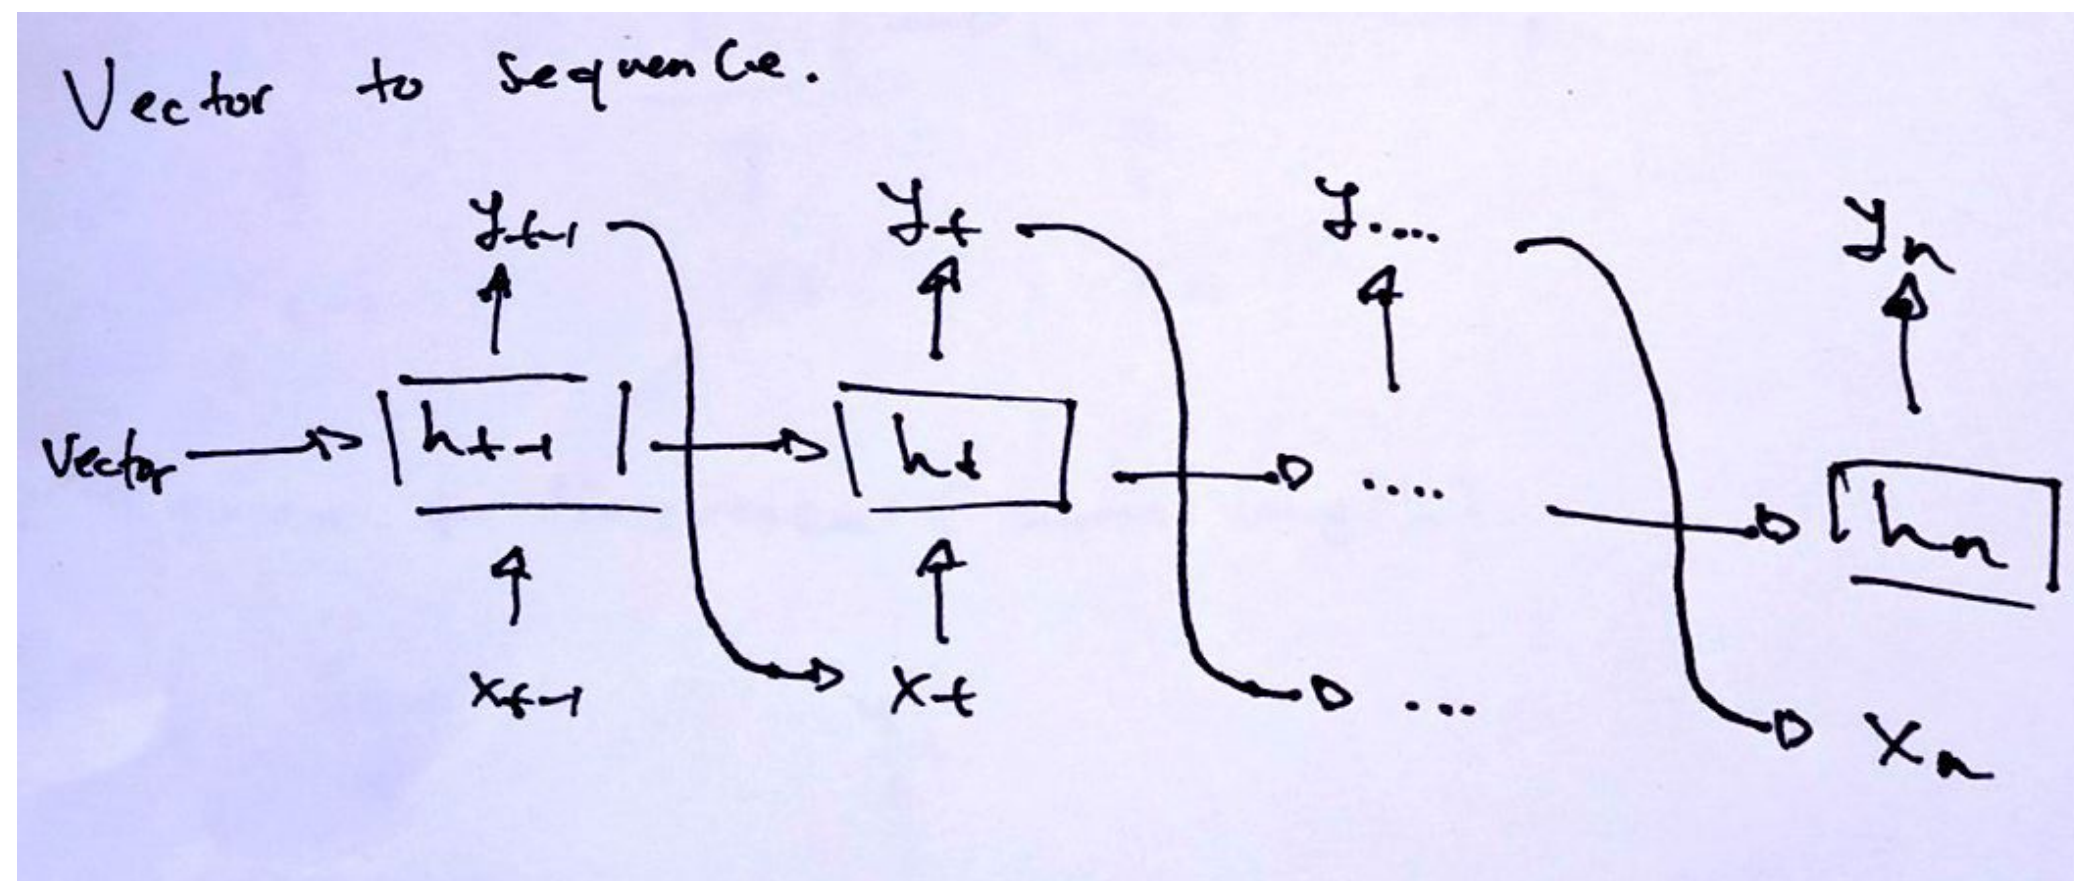 Vector to sequence.
y_{t-1} y_t y.... y_n
Vector h_{t-1} h_t .... h_n
x_{t-1} x_t ... x_n